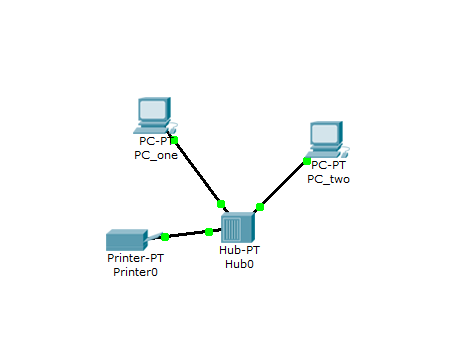 PC-PT
PC_one
PC-PT
PC_two
Hub-PT
Hub0
Printer-PT
Printer0